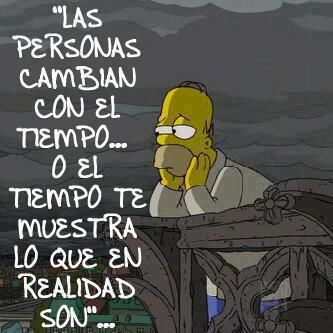 "LAS
PERSONAS
CAMBIAN
CON EL
TIEMPO...
O EL
TIEMPO TE
MUESTRA
LO QUE EN
REALIDAD
SON"...